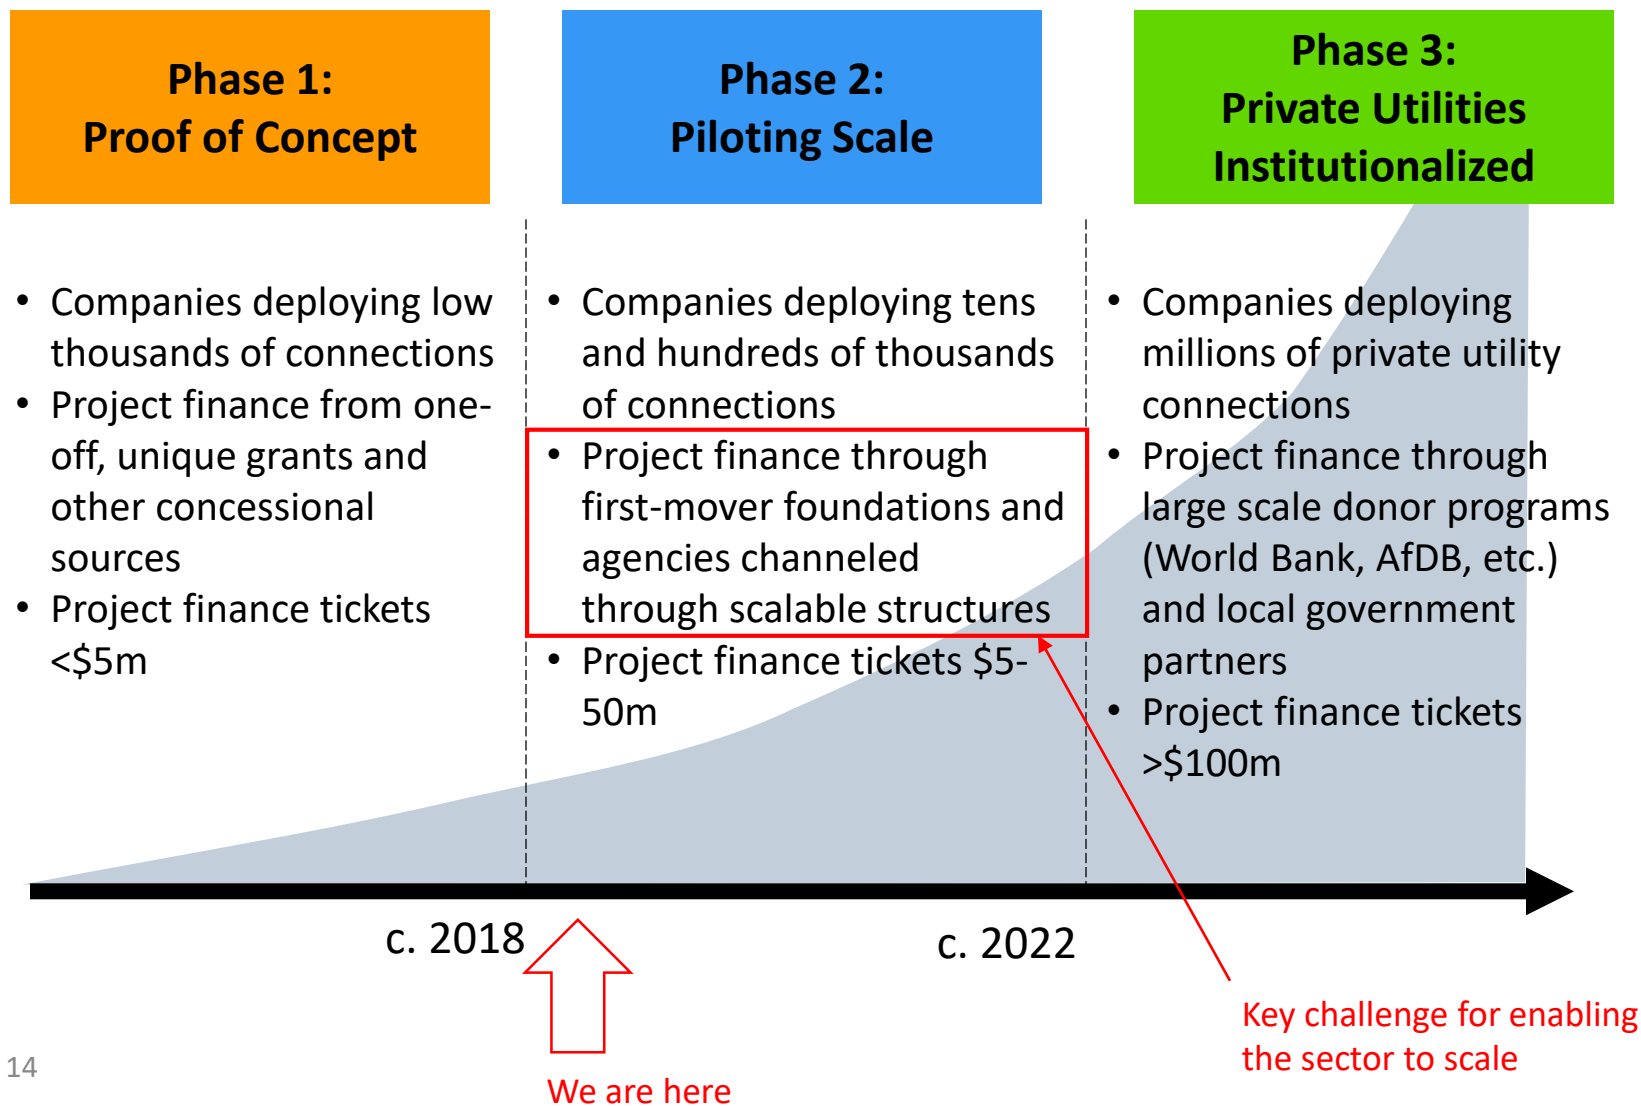 Phase 1:
Proof of Concept
Phase 2:
Piloting Scale
Phase 3:
Private Utilities
Institutionalized
• Companies deploying low
thousands of connections
• Project finance from one-
off, unique grants and
other concessional
sources
• Project finance tickets
<$5m
• Companies deploying tens
and hundreds of thousands
of connections
• Project finance through
first-mover foundations and
agencies channeled
through scalable structures
• Project finance tickets $5-
50m
• Companies deploying
millions of private utility
connections
• Project finance through
large scale donor programs
(World Bank, AfDB, etc.)
and local government
partners
• Project finance tickets
>$100m
c. 2018
c. 2022
We are here
Key challenge for enabling
the sector to scale
14